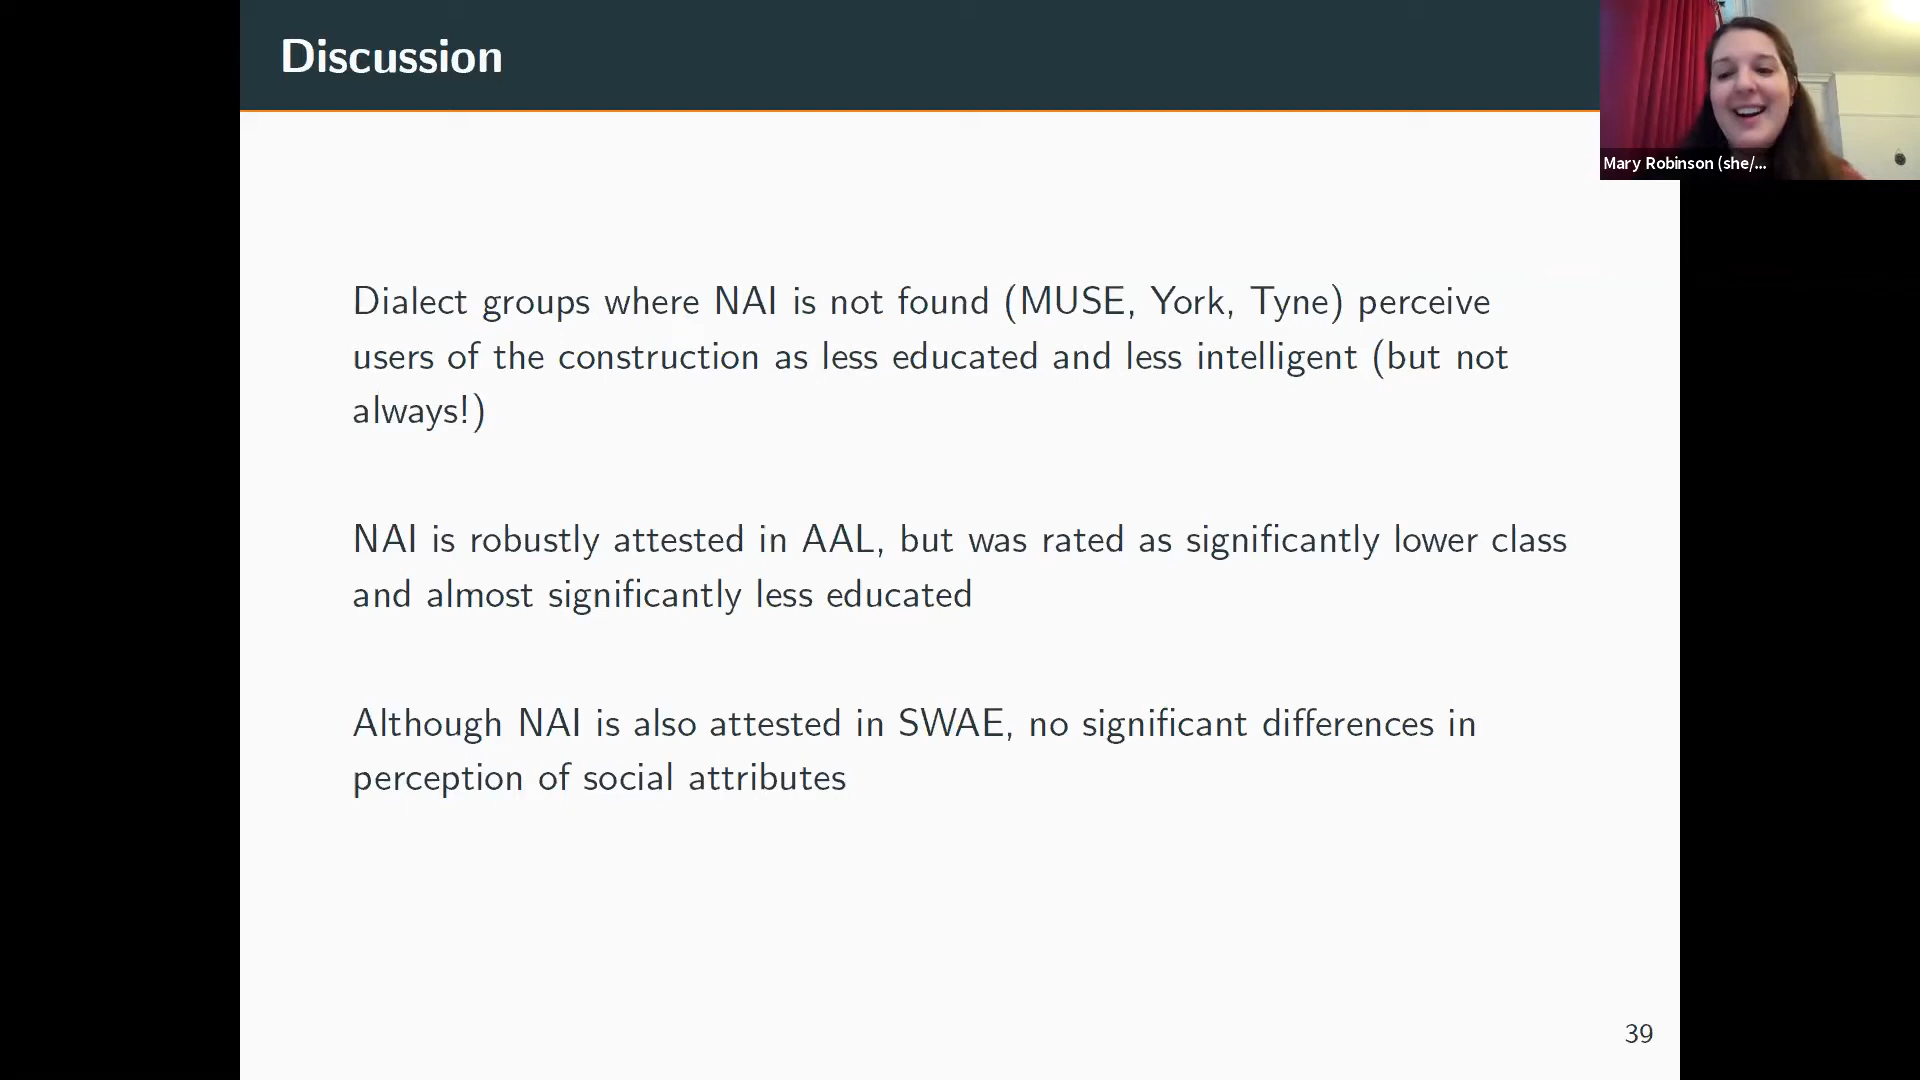 Discussion
Mary Robinson (she/...
Dialect groups where NAI is not found (MUSE, York, Tyne) perceive
users of the construction as less educated and less intelligent (but not
always!)
NAI is robustly attested in AAL, but was rated as significantly lower class
and almost significantly less educated
Although NAI is also attested in SWAE, no significant differences in
perception of social attributes
39